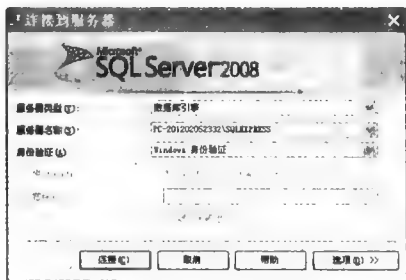 连接到服务器
Microsoft
SQL Server 2008
服务器类型(T): 数据库引擎
服务器名称(S): PC-201202052332\SQLEXPRESS
身份验证(A) Windows 身份验证
连接(C) 取消 帮助 选项(O) >>